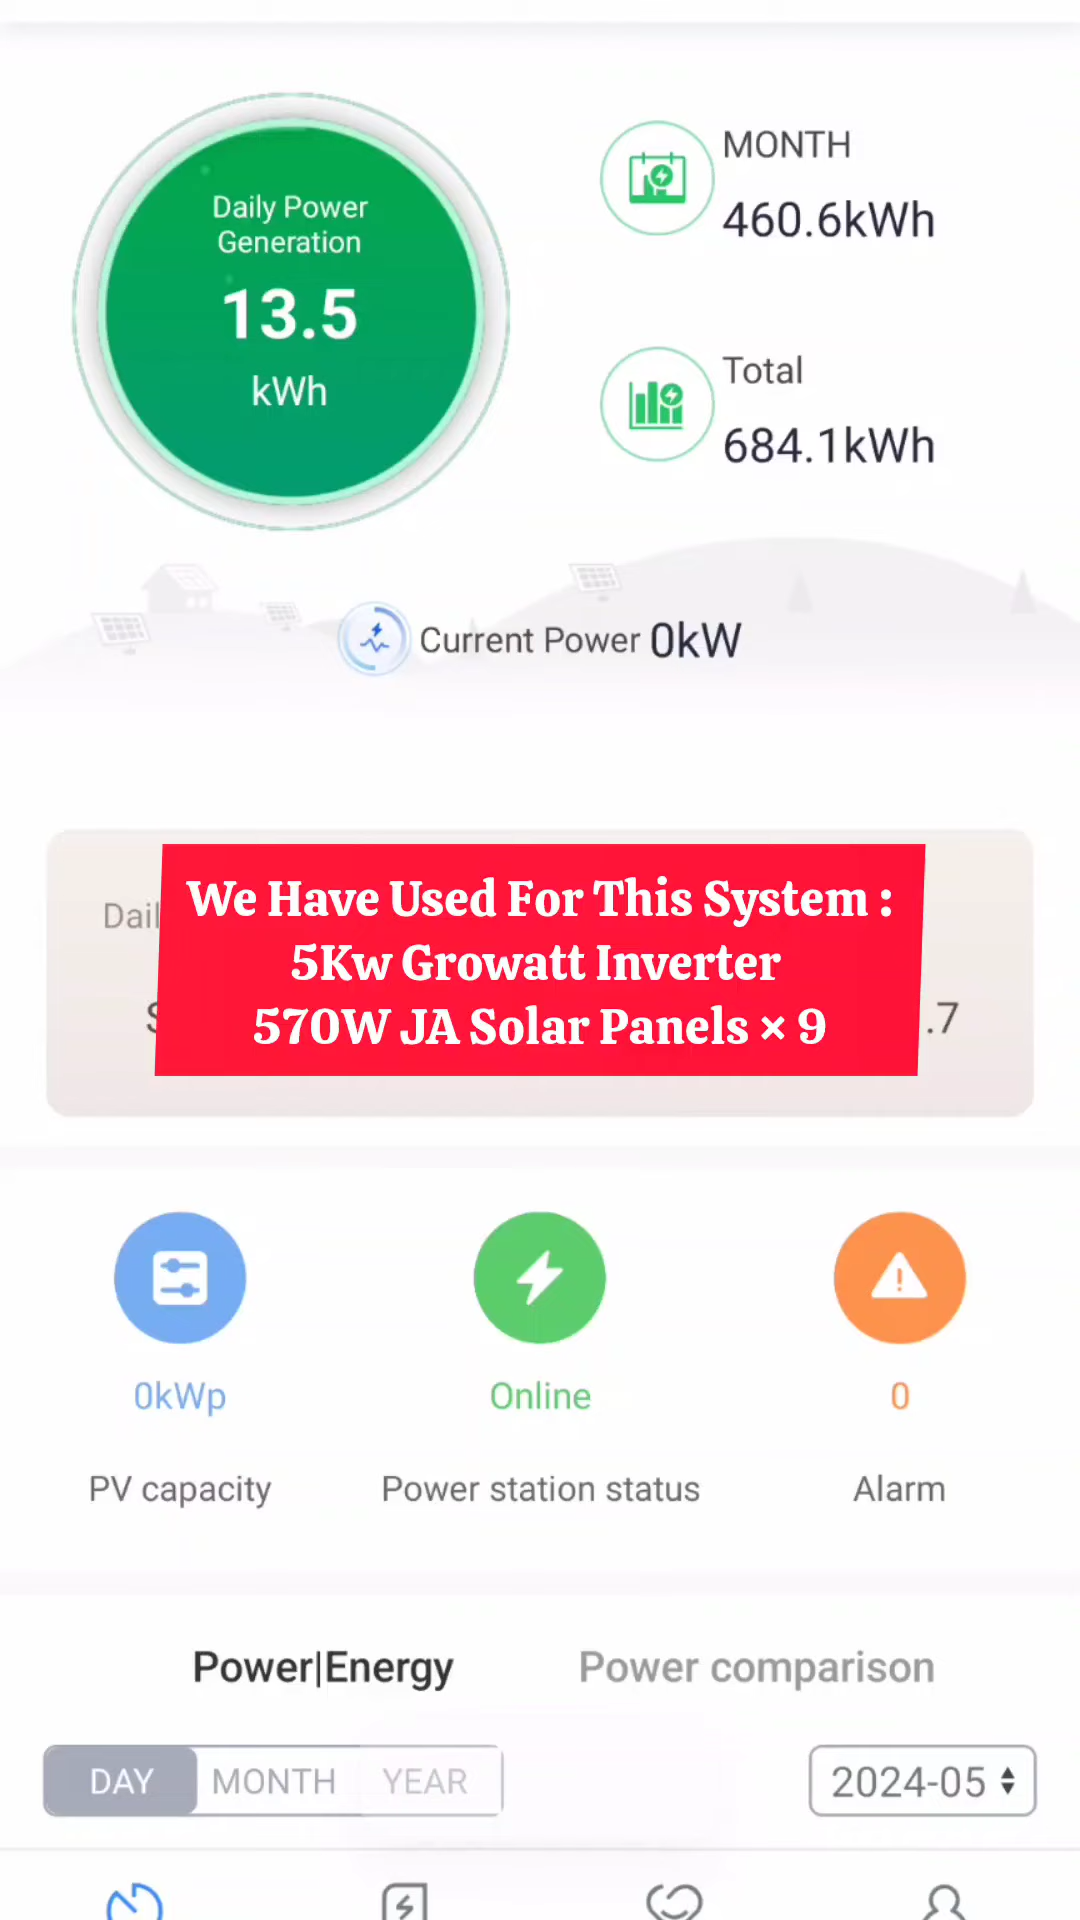 Daily Power
Generation
13.5
kWh
MONTH
460.6kWh
Total
684.1kWh
Current Power 0kW
We Have Used For This System :
5Kw Growatt Inverter
570W JA Solar Panels × 9
.7
0kWp
Online
0
PV capacity
Power station status
Alarm
Power|Energy
Power comparison
DAY
MONTH
YEAR
2024-05